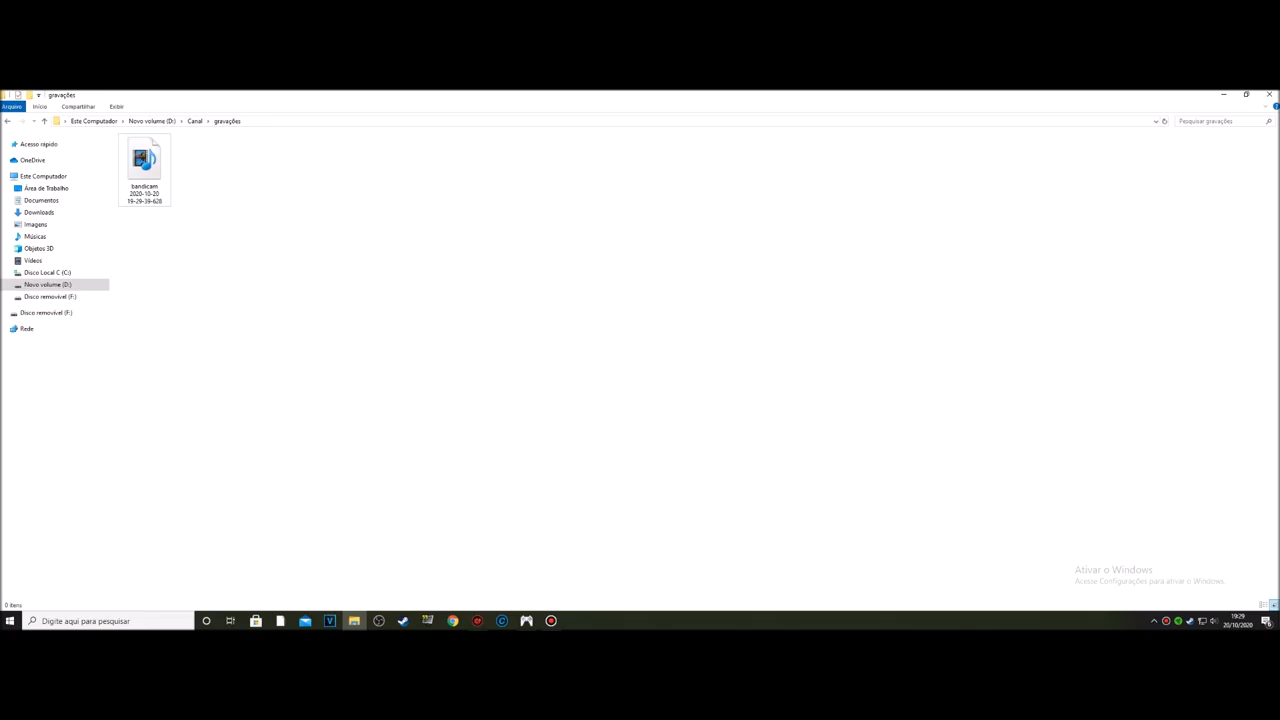 gravações
Arquivo Início Compartilhar Exibir
Este Computador › Novo volume (D:) › Canal › gravações
Pesquisar gravações
Acesso rápido
OneDrive
Este Computador
Área de Trabalho
Documentos
Downloads
Imagens
Músicas
Objetos 3D
Vídeos
Disco Local C (C:)
Novo volume (D:)
Disco removível (F:)
Disco removível (F:)
Rede
bandicam
2020-10-20
19-29-39-628
Ativar o Windows
Acesse Configurações para ativar o Windows.
0 itens
Digite aqui para pesquisar
19:29
20/10/2020